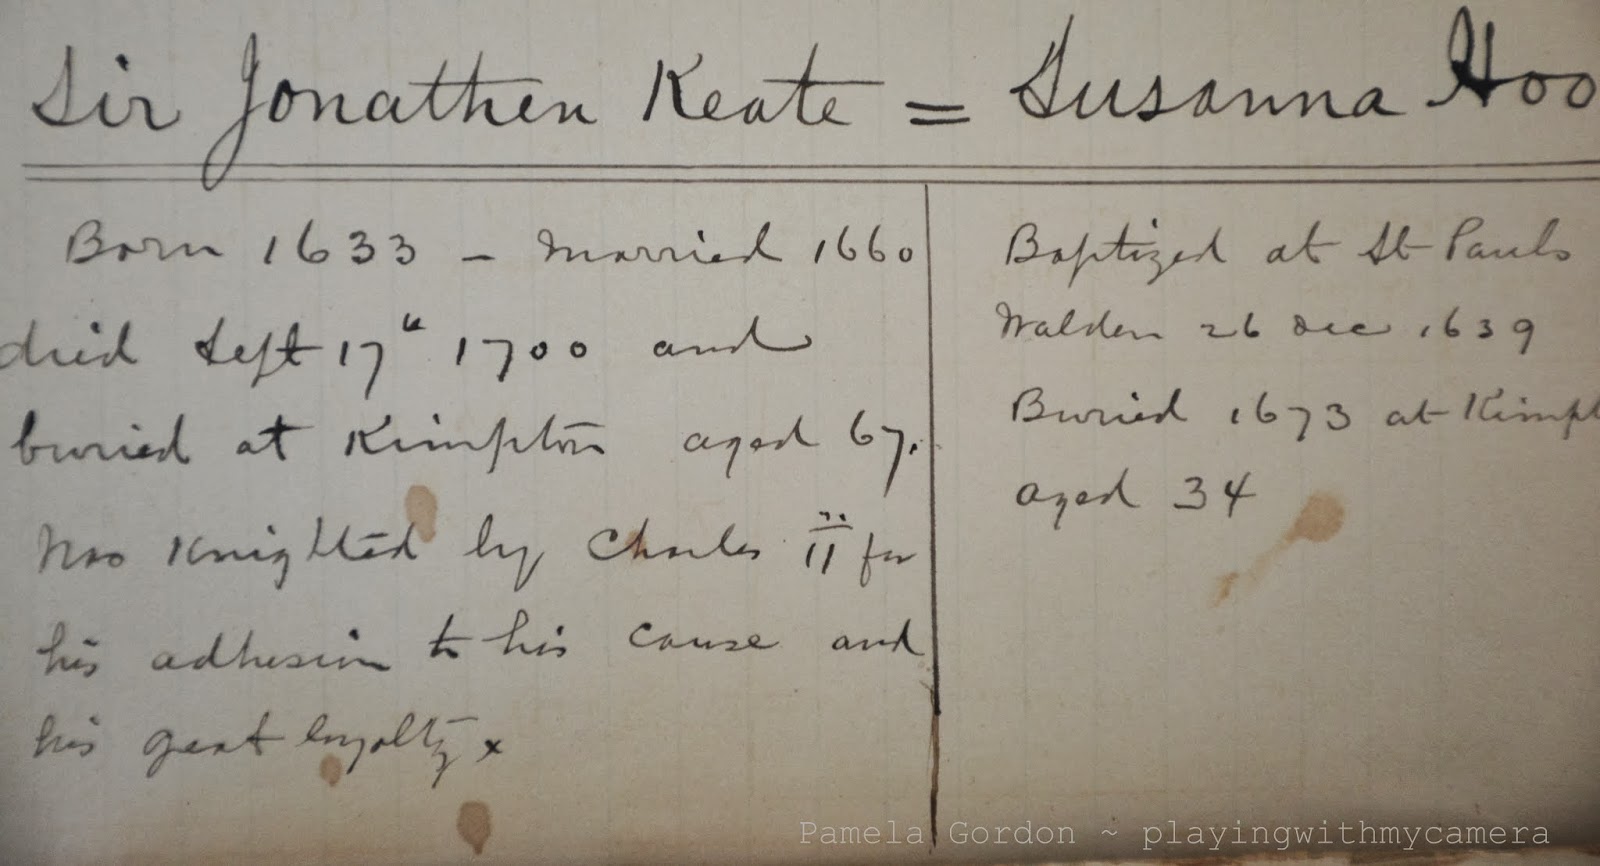 Sir Jonathen Keate = Susanna Hoo
Born 1633 - Married 1660
died Sept 17th 1700 and
buried at Kimpton aged 67.
Was Knighted by Charles II for
his adhesion to his cause and
his great loyalty x
Baptized at St Pauls
Walden 26 Dec 1639
Buried 1673 at Kimpt
aged 34
Pamela Gordon ~ playingwithmycamera